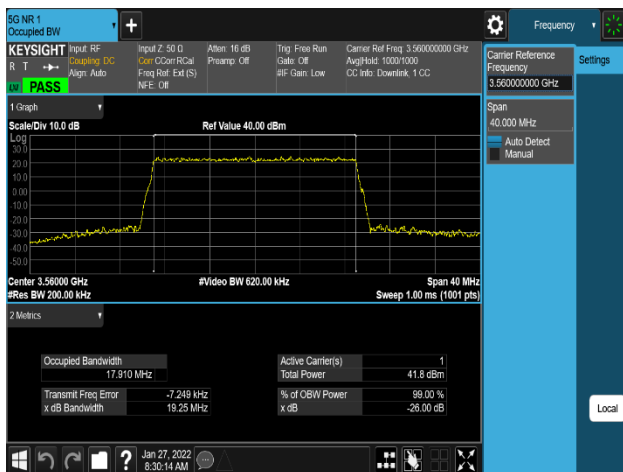 5G NR 1
Occupied BW
Frequency
KEYSIGHT
R T
PASS
Input: RF
Coupling: DC
Align: Auto
Input Z: 50 Ω
Corr CCorr RCal
Freq Ref: Ext (S)
NFE: Off
Atten: 16 dB
Preamp: Off
Trig: Free Run
Gate: Off
#IF Gain: Low
Carrier Ref Freq: 3.560000000 GHz
Avg|Hold: 1000/1000
CC Info: Downlink, 1 CC
Carrier Reference
Frequency
3.560000000 GHz
Span
40.000 MHz
Auto Detect
Manual
Settings
1 Graph
Scale/Div 10.0 dB
Ref Value 40.00 dBm
Log
30.0
20.0
10.0
0.00
-10.0
-20.0
-30.0
-40.0
-50.0
Center 3.56000 GHz
#Video BW 620.00 kHz
Span 40 MHz
#Res BW 200.00 kHz
Sweep 1.00 ms (1001 pts)
2 Metrics
Occupied Bandwidth
17.910 MHz
Active Carrier(s) 1
Total Power 41.8 dBm
Transmit Freq Error -7.249 kHz
x dB Bandwidth 19.25 MHz
% of OBW Power 99.00 %
x dB -26.00 dB
Local
?
Jan 27, 2022
8:30:14 AM